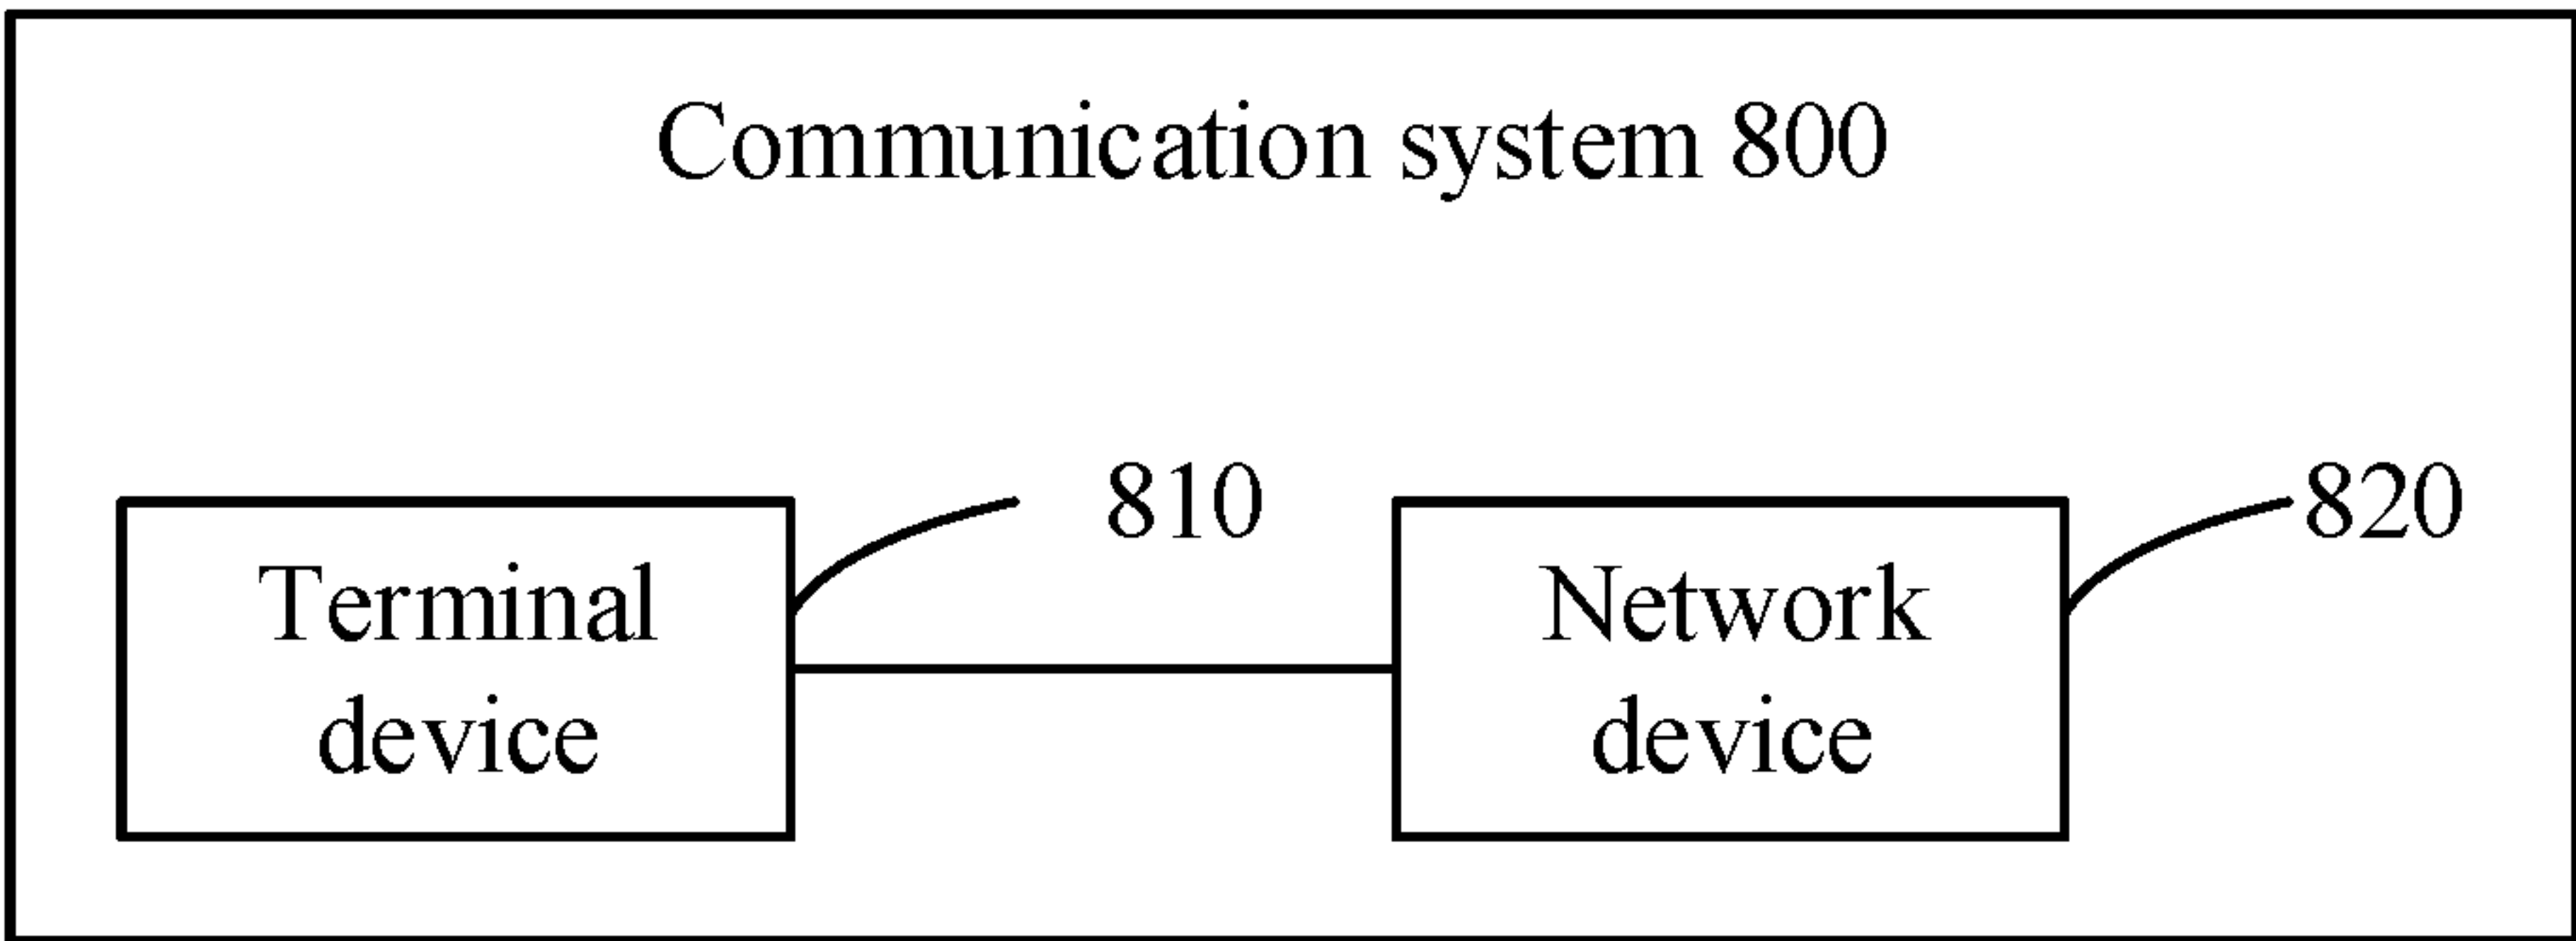 Communication system 800
810
820
Terminal
device
Network
device